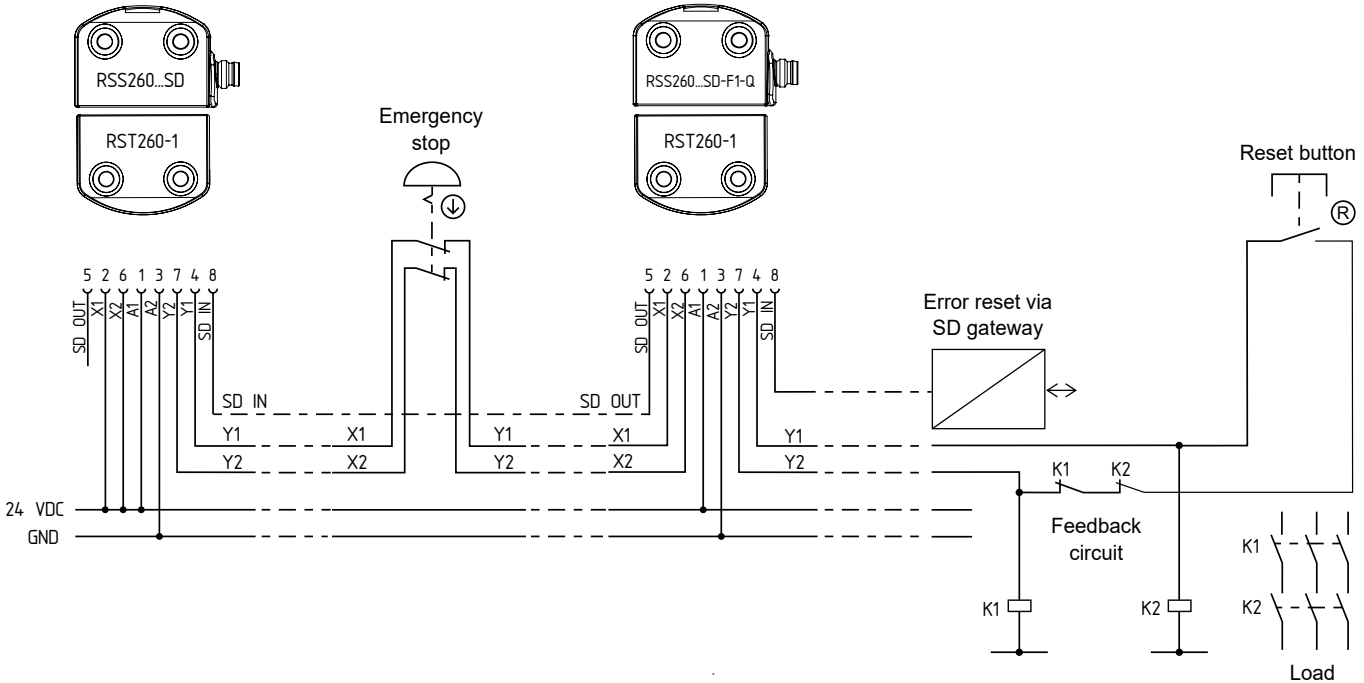 RSS260...SD
RSS260...SD-F1-Q
RST260-1
RST260-1
Emergency
stop
Reset button
R
5 2 6 1 3 7 4 8
SD OUT X1 X2 A1 A2 Y2 Y1 SD IN
5 2 6 1 3 7 4 8
SD OUT X1 X2 A1 A2 Y2 Y1 SD IN
Error reset via
SD gateway
SD IN
SD OUT
Y1 X1 Y1 X1 Y1
Y2 X2 Y2 X2 Y2
K1 K2
24 VDC
GND
Feedback
circuit
K1
K1 K2 K2
Load